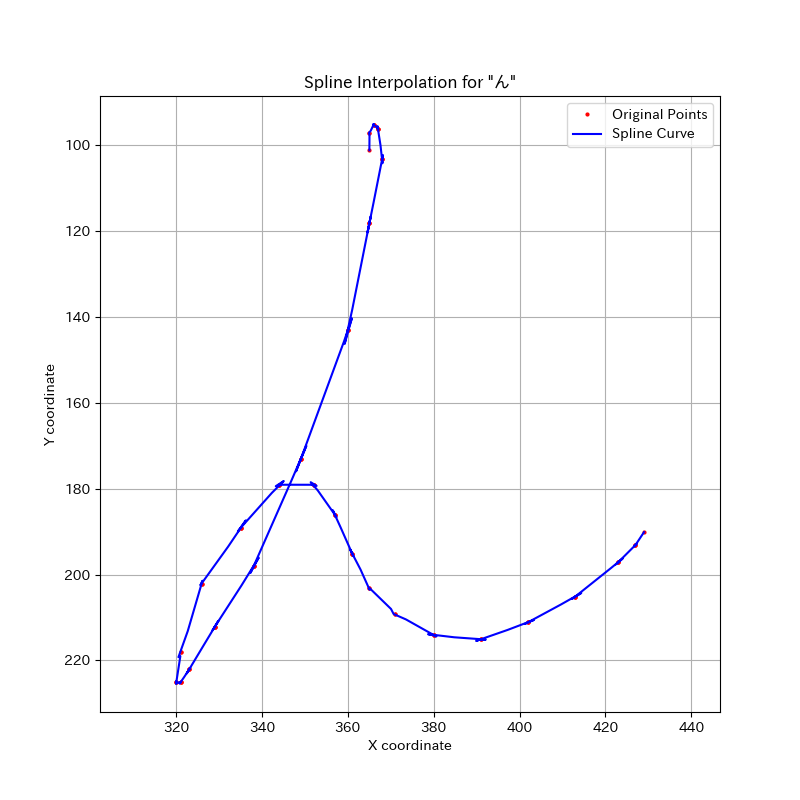 Spline Interpolation for "ん"
Original Points
Spline Curve
100
120
140
160
180
200
220
Y coordinate
320 340 360 380 400 420 440
X coordinate